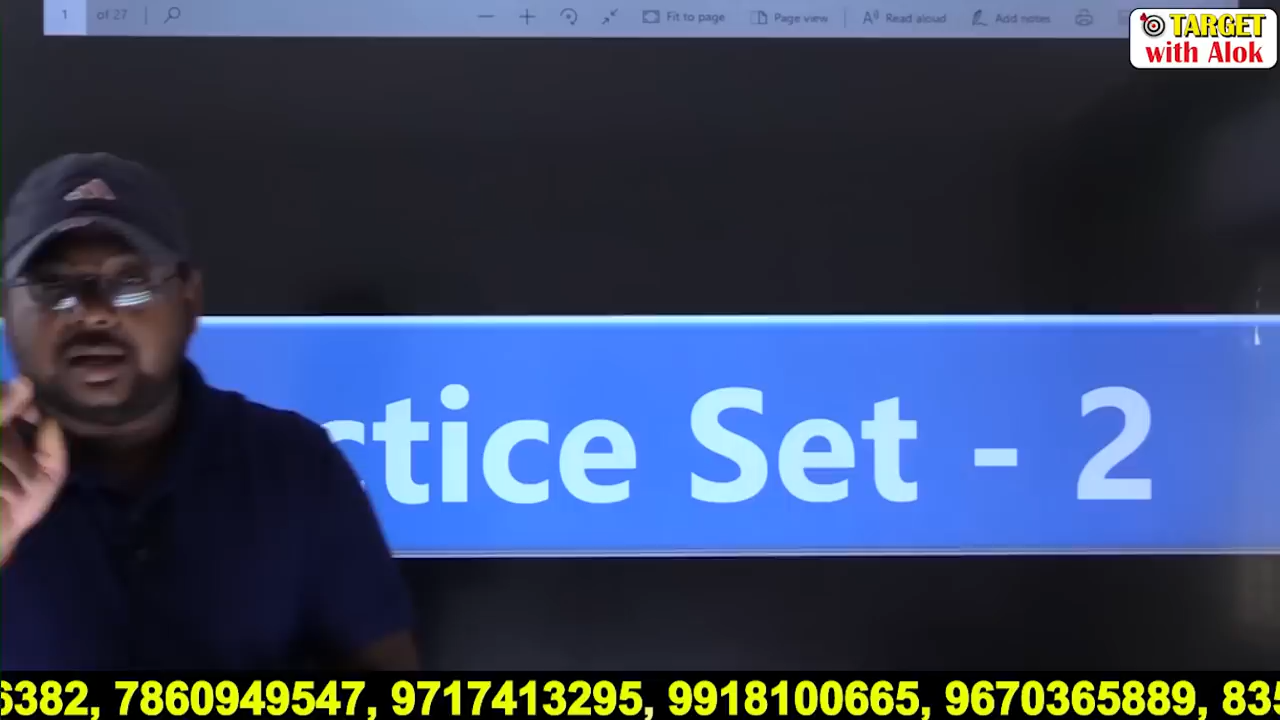 1 of 27 Fit to page Page view Read aloud Add notes
TARGET
with Alok
ctice Set - 2
6382, 7860949547, 9717413295, 9918100665, 9670365889, 835